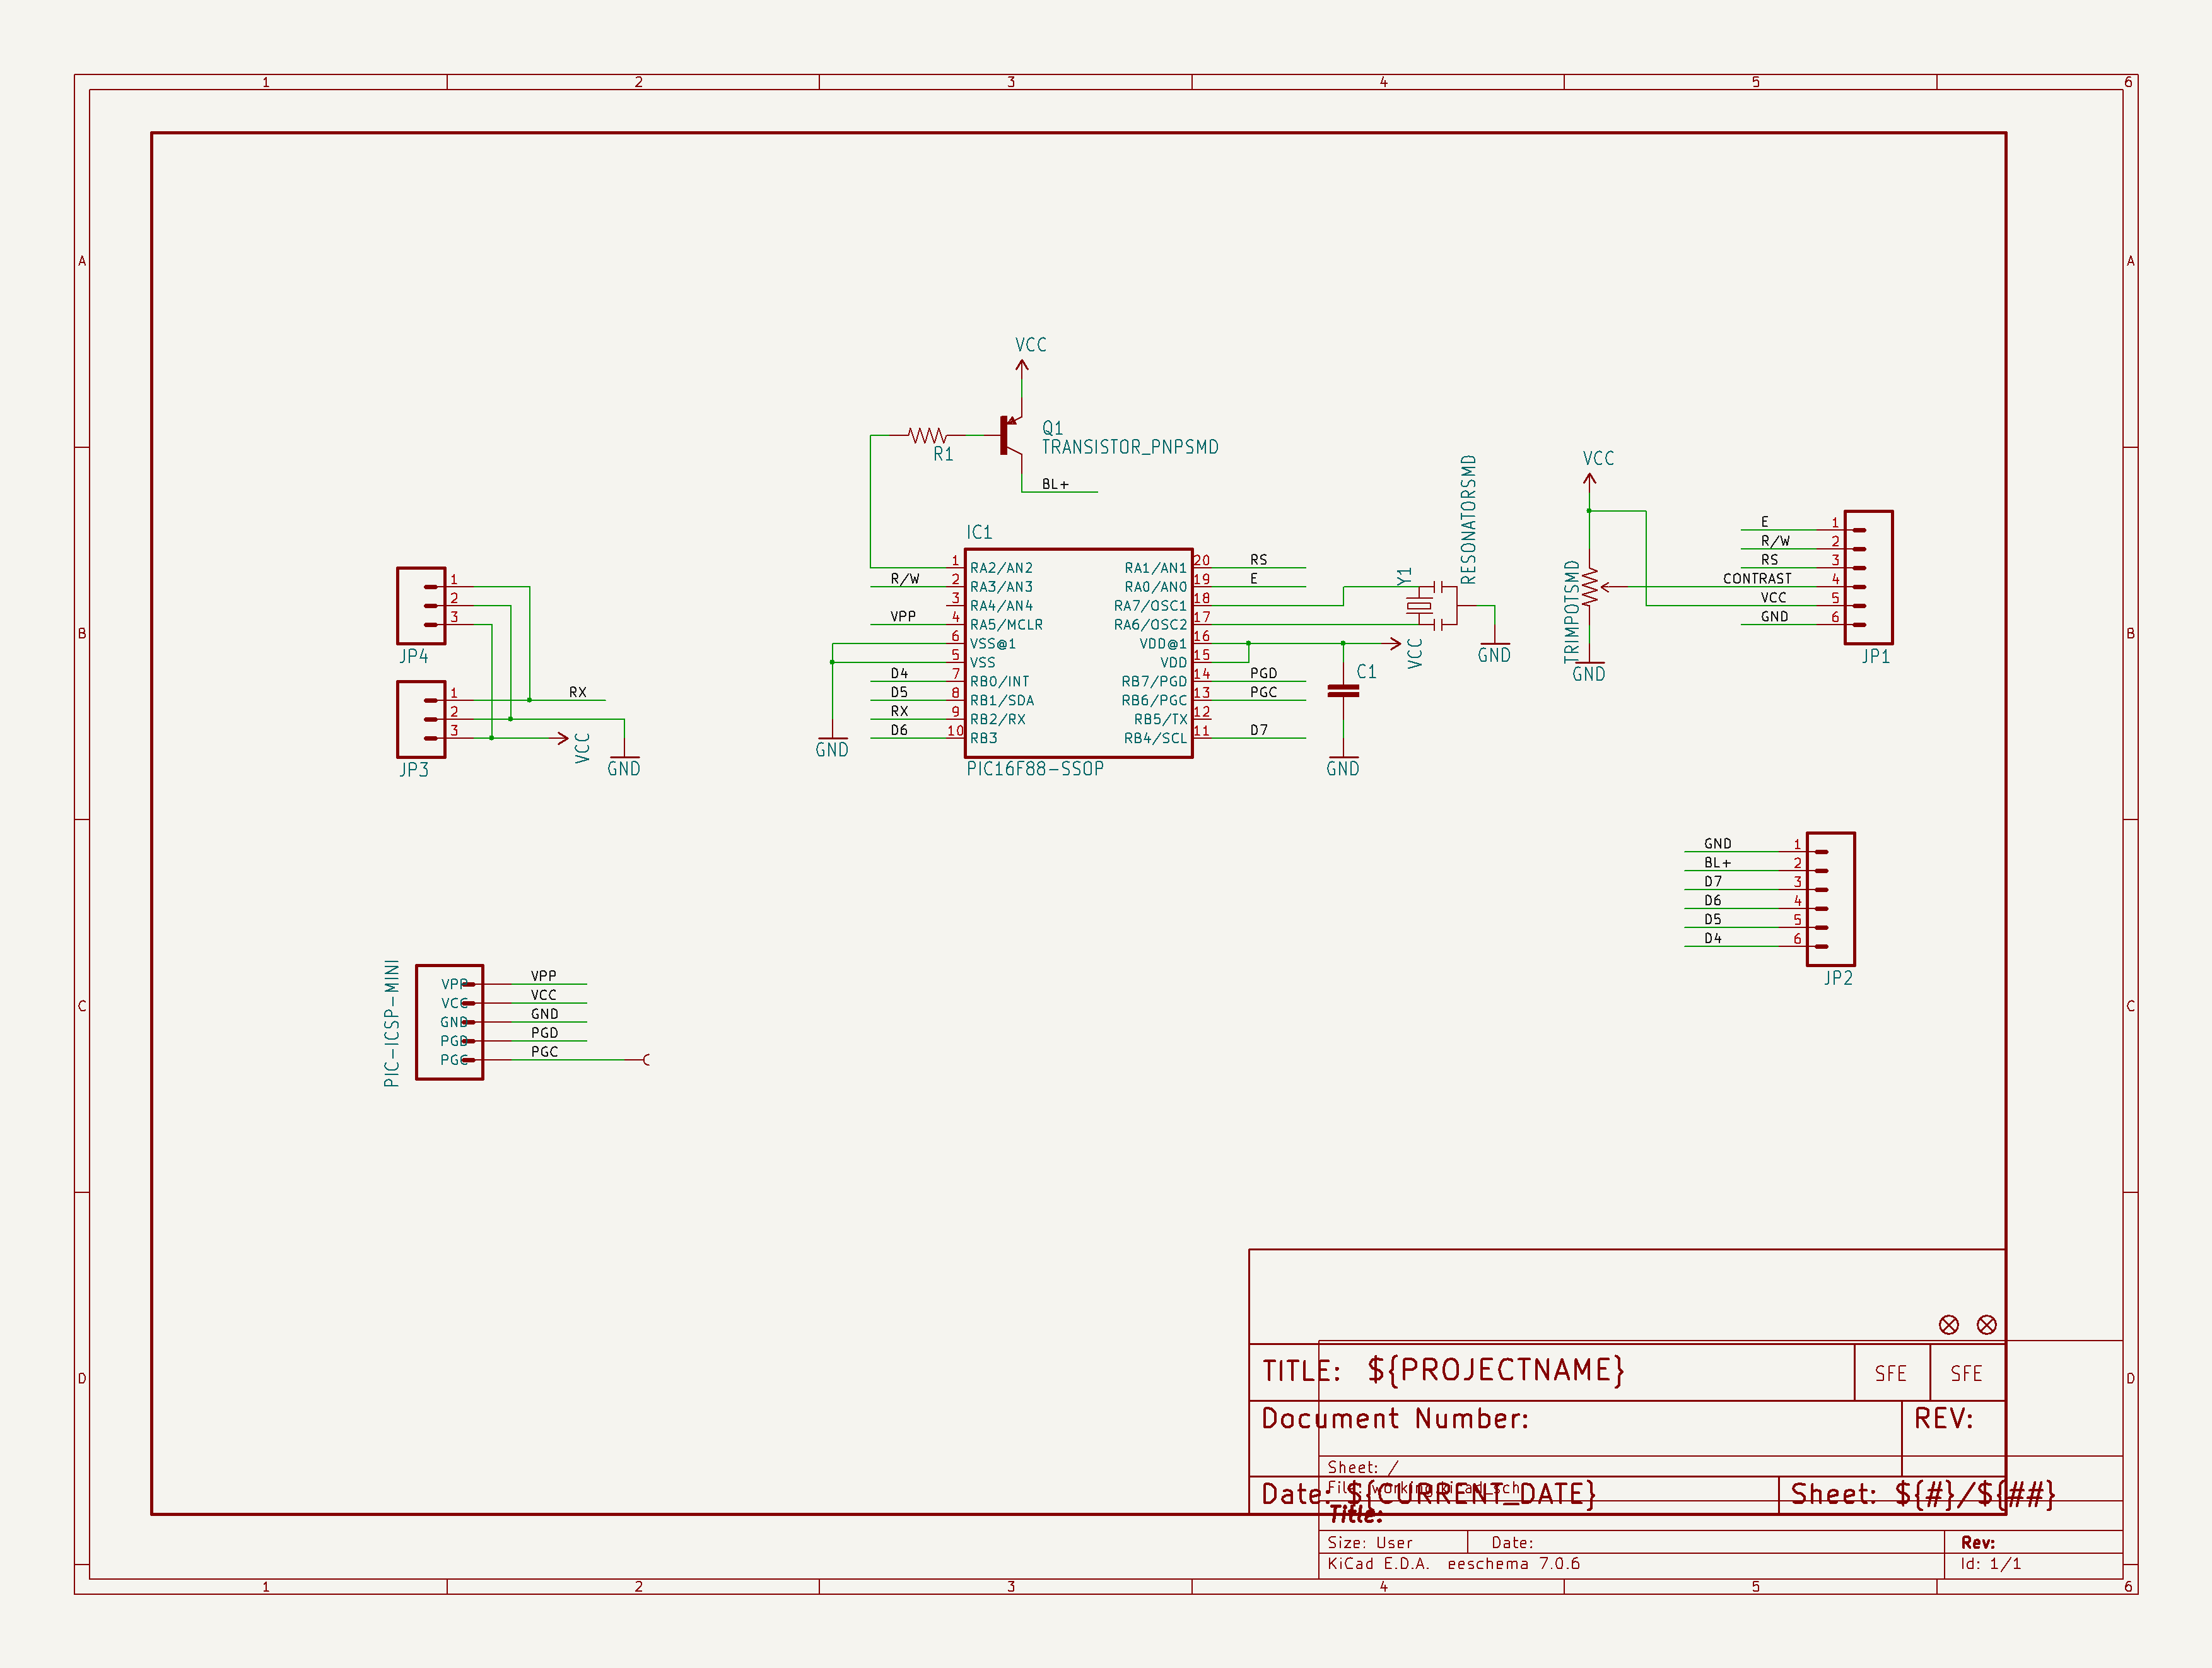 1 2 3 4 5 6
A A
B B
C C
D D
VCC
Q1
TRANSISTOR_PNPSMD
R1
BL+
IC1
1 RA2/AN2
R/W 2 RA3/AN3
3 RA4/AN4
VPP 4 RA5/MCLR
6 VSS@1
5 VSS
D4 7 RB0/INT
D5 8 RB1/SDA
RX 9 RB2/RX
D6 10 RB3
RA1/AN1 20 RS
RA0/AN0 19 E
RA7/OSC1 18
RA6/OSC2 17
VDD@1 16
VDD 15
RB7/PGD 14 PGD
RB6/PGC 13 PGC
RB5/TX 12
RB4/SCL 11 D7
PIC16F88-SSOP
GND
Y1
RESONATORSMD
GND
VCC
C1
GND
VCC
TRIMPOTSMD
GND
E 1
R/W 2
RS 3
CONTRAST 4
VCC 5
GND 6
JP1
1
2
3
JP4
1 RX
2
3
JP3
VCC
GND
GND 1
BL+ 2
D7 3
D6 4
D5 5
D4 6
JP2
PIC-ICSP-MINI
VPP VPP
VCC VCC
GND GND
PGD PGD
PGC PGC
TITLE: ${PROJECTNAME}
SFE SFE
Document Number:
REV:
Sheet: /
File: working.kicad_sch
Date: ${CURRENT_DATE}
Sheet: ${#}/${##}
Title:
Size: User Date: Rev:
KiCad E.D.A. eeschema 7.0.6 Id: 1/1
1 2 3 4 5 6